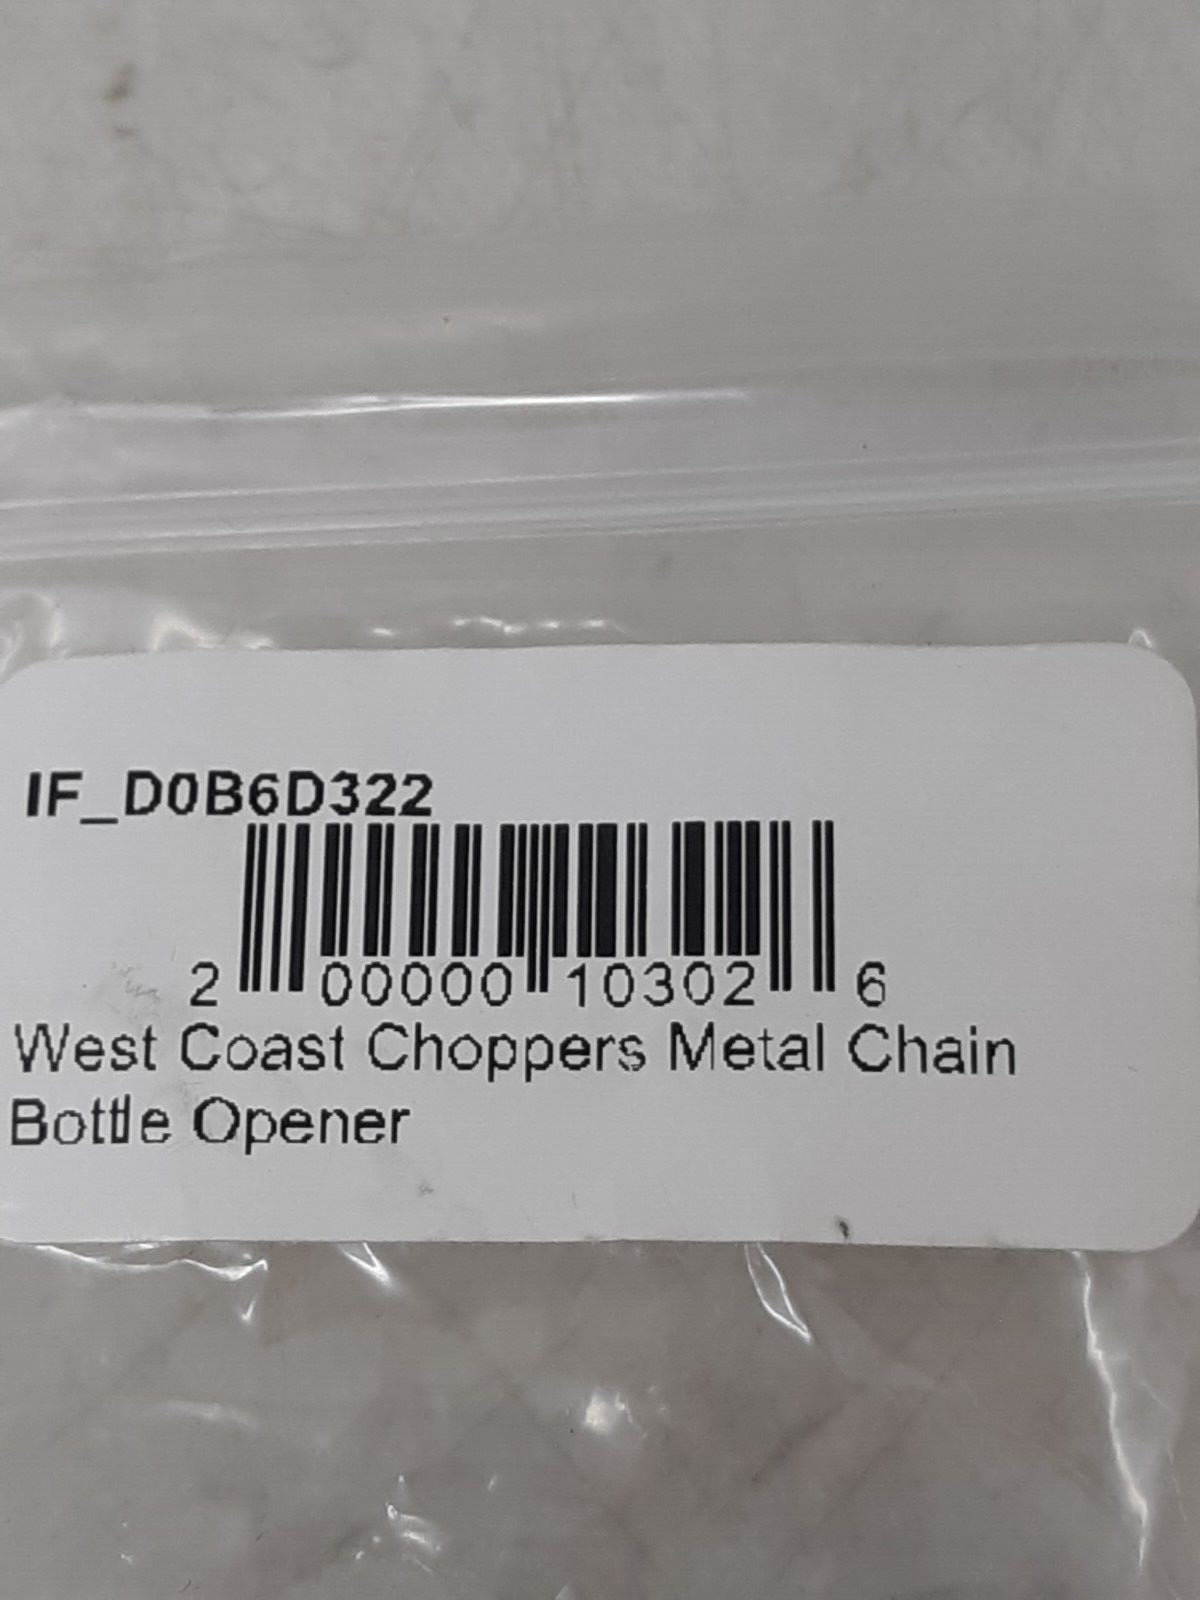 IF_D0B6D322
2 00000 10302 6
West Coast Choppers Metal Chain
Bottle Opener